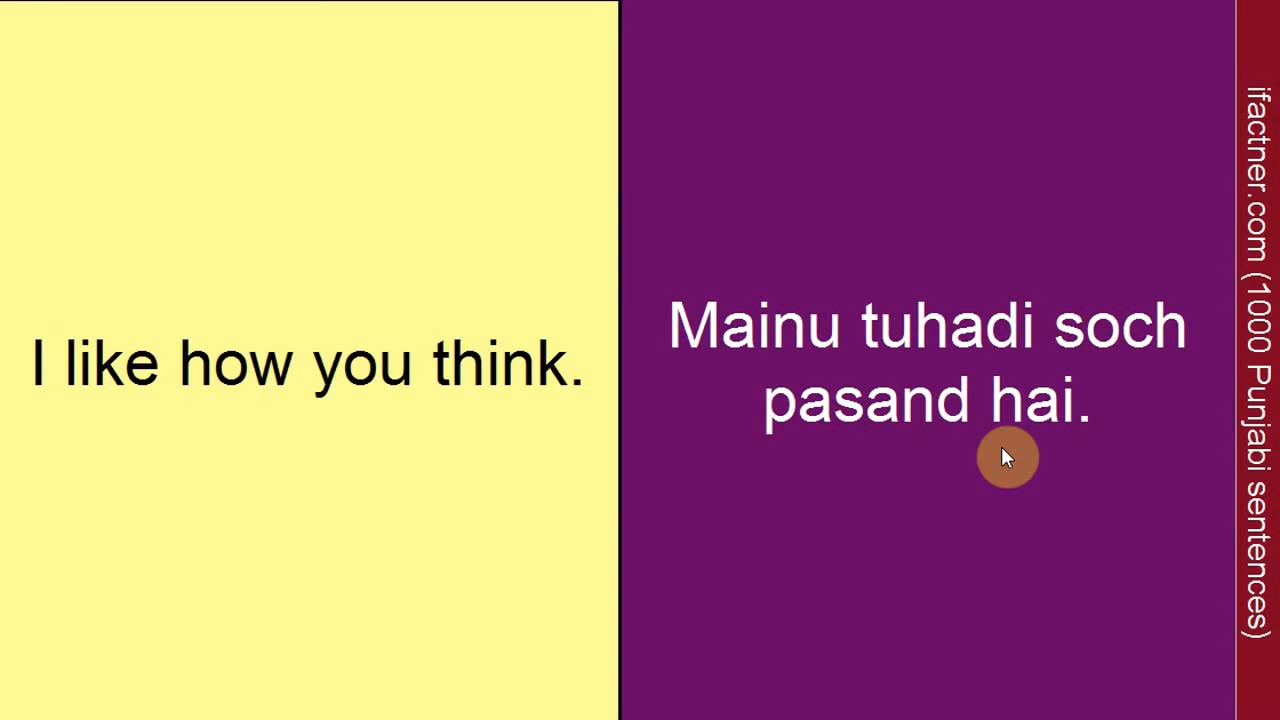 I like how you think.
Mainu tuhadi soch
pasand hai.
ifactner.com (1000 Punjabi sentences)